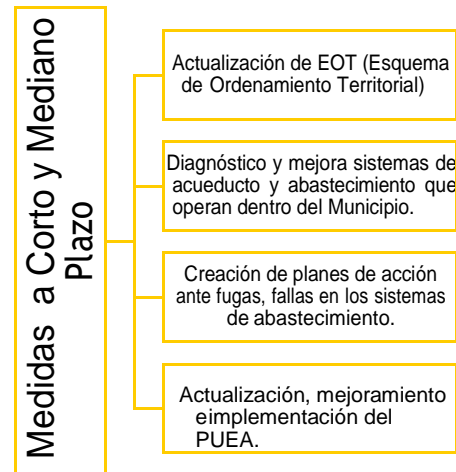 Medidas a Corto y Mediano
Plazo
Actualización de EOT (Esquema
de Ordenamiento Territorial)
Diagnóstico y mejora sistemas de
acueducto y abastecimiento que
operan dentro del Municipio.
Creación de planes de acción
ante fugas, fallas en los sistemas
de abastecimiento.
Actualización, mejoramiento
eimplementación del
PUEA.